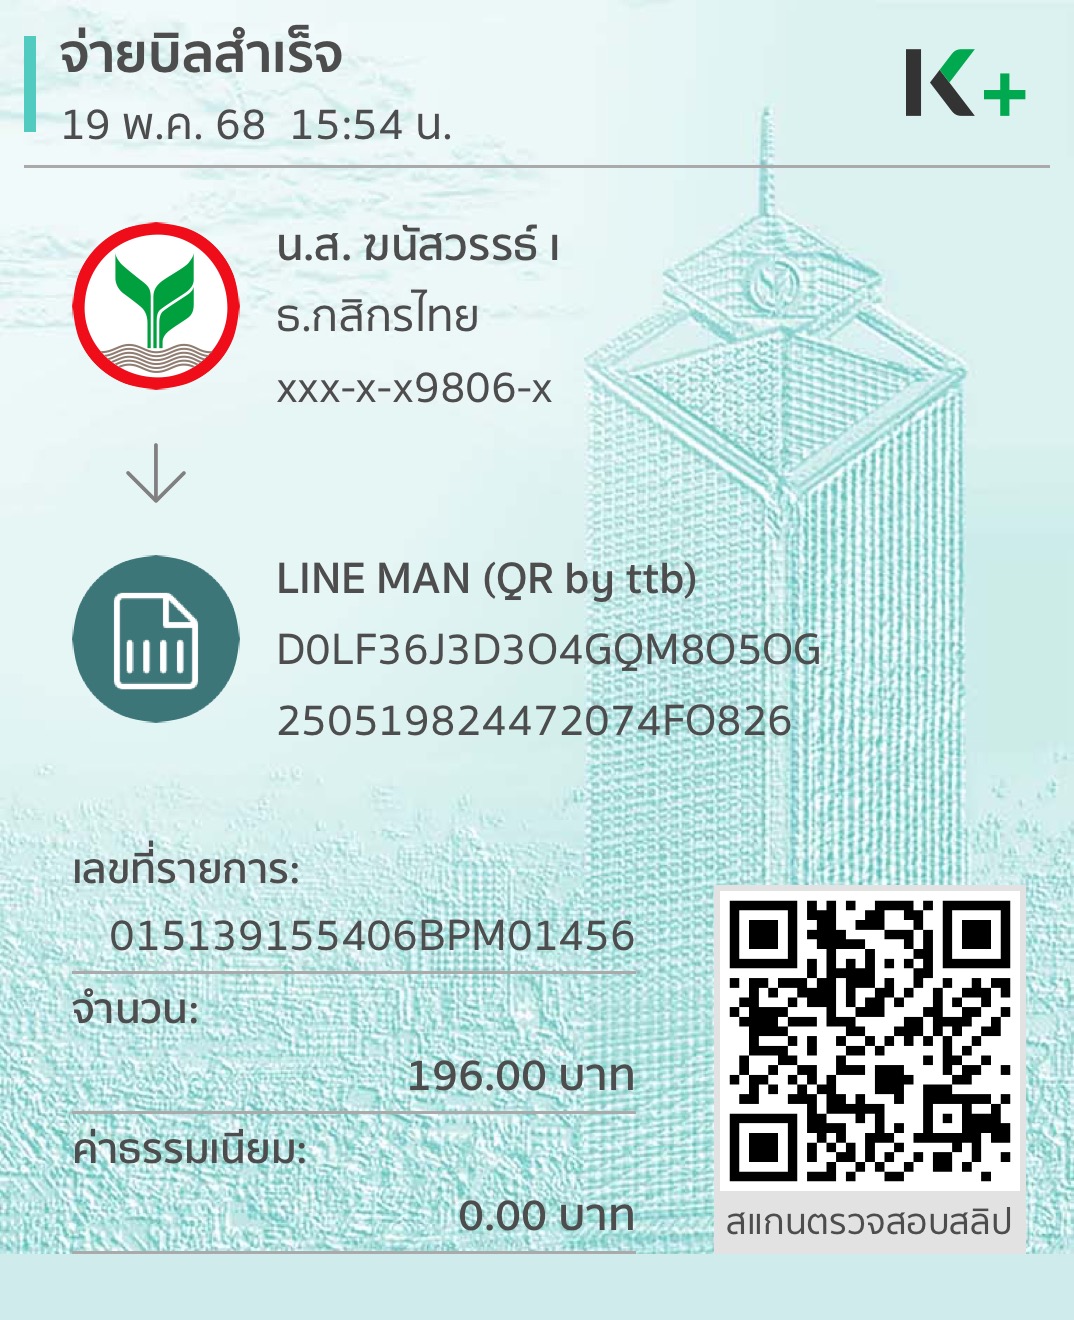 จ่ายบิลสำเร็จ
19 พ.ค. 68 15:54 น.
K+
น.ส. ฆนัสวรรธ์ เ
ธ.กสิกรไทย
xxx-x-x9806-x
LINE MAN (QR by ttb)
D0LF36J3D3O4GQM8O5OG
250519824472074FO826
เลขที่รายการ:
015139155406BPM01456
จำนวน:
196.00 บาท
ค่าธรรมเนียม:
0.00 บาท
สแกนตรวจสอบสลิป